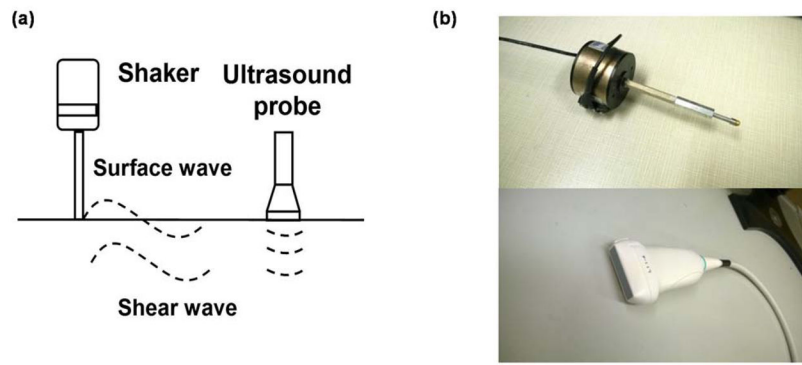 (a)
Shaker
Ultrasound
probe
Surface wave
Shear wave
(b)